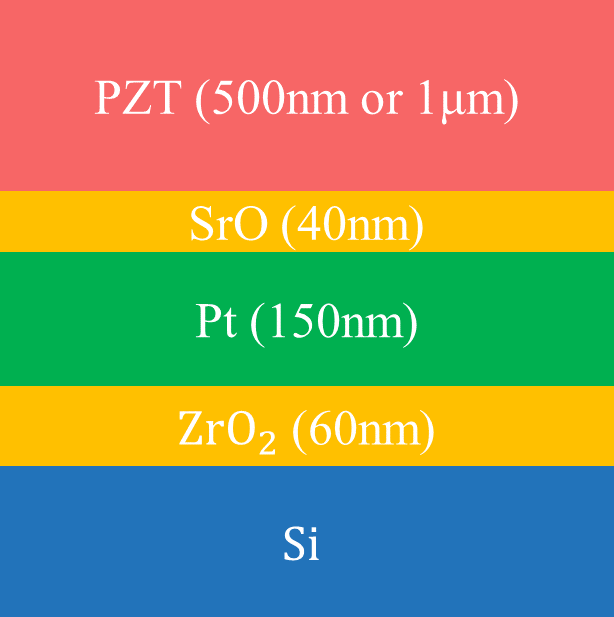 PZT (500nm or 1μm)
SrO (40nm)
Pt (150nm)
ZrO₂ (60nm)
Si